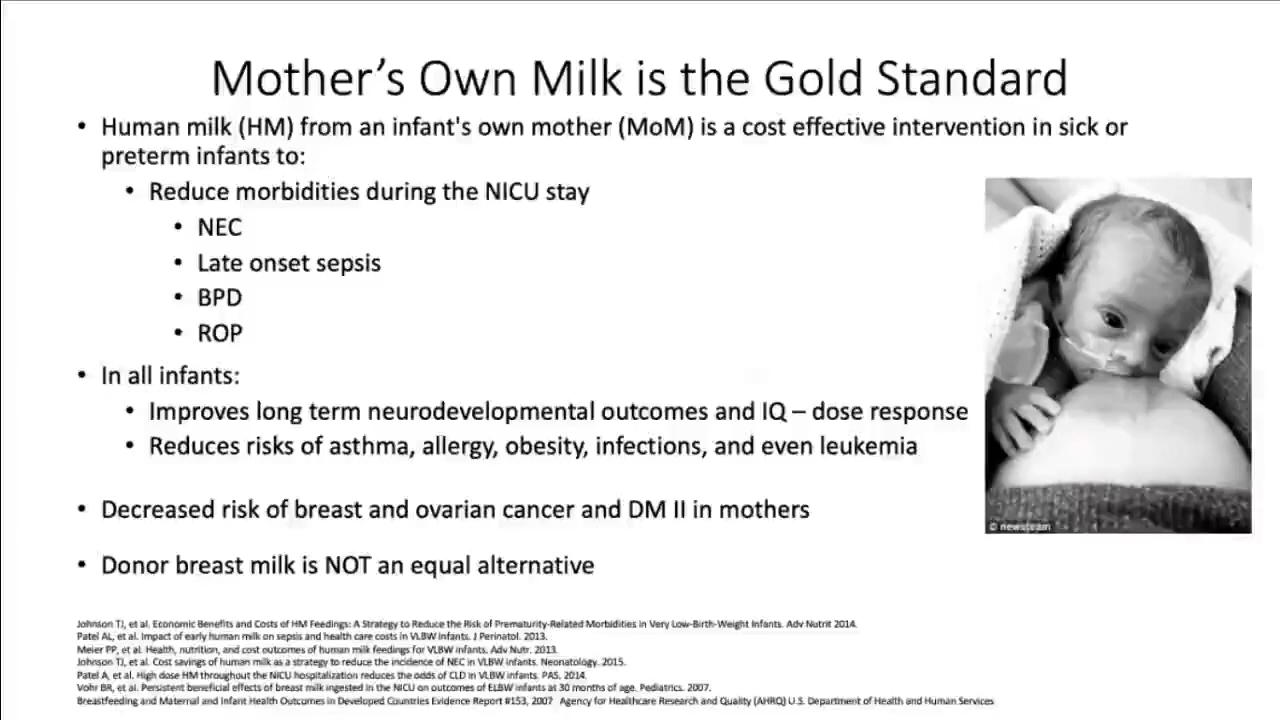 Mother's Own Milk is the Gold Standard
• Human milk (HM) from an infant's own mother (MoM) is a cost effective intervention in sick or
preterm infants to:
• Reduce morbidities during the NICU stay
• NEC
• Late onset sepsis
• BPD
• ROP
• In all infants:
• Improves long term neurodevelopmental outcomes and IQ – dose response
• Reduces risks of asthma, allergy, obesity, infections, and even leukemia
• Decreased risk of breast and ovarian cancer and DM II in mothers
• Donor breast milk is NOT an equal alternative
© newsteam
Johnson TJ, et al. Economic Benefits and Costs of HM Feedings: A Strategy to Reduce the Risk of Prematurity-Related Morbidities in Very Low-Birth-Weight Infants. Adv Nutrit 2014.
Patel AL, et al. Impact of early human milk on sepsis and health care costs in VLBW infants. J Perinatol. 2013.
Meier PP, et al. Health, nutrition, and cost outcomes of human milk feedings for VLBW infants. Adv Nutr. 2013.
Johnson TJ, et al. Cost savings of human milk as a strategy to reduce the incidence of NEC in VLBW infants. Neonatology. 2015.
Patel A, et al. High dose HM throughout the NICU hospitalization reduces the odds of CLD in VLBW infants. PAS. 2014.
Vohr BR, et al. Persistent beneficial effects of breast milk ingested in the NICU on outcomes of ELBW infants at 30 months of age. Pediatrics. 2007.
Breastfeeding and Maternal and Infant Health Outcomes in Developed Countries Evidence Report #153, 2007 Agency for Healthcare Research and Quality (AHRQ) U.S. Department of Health and Human Services